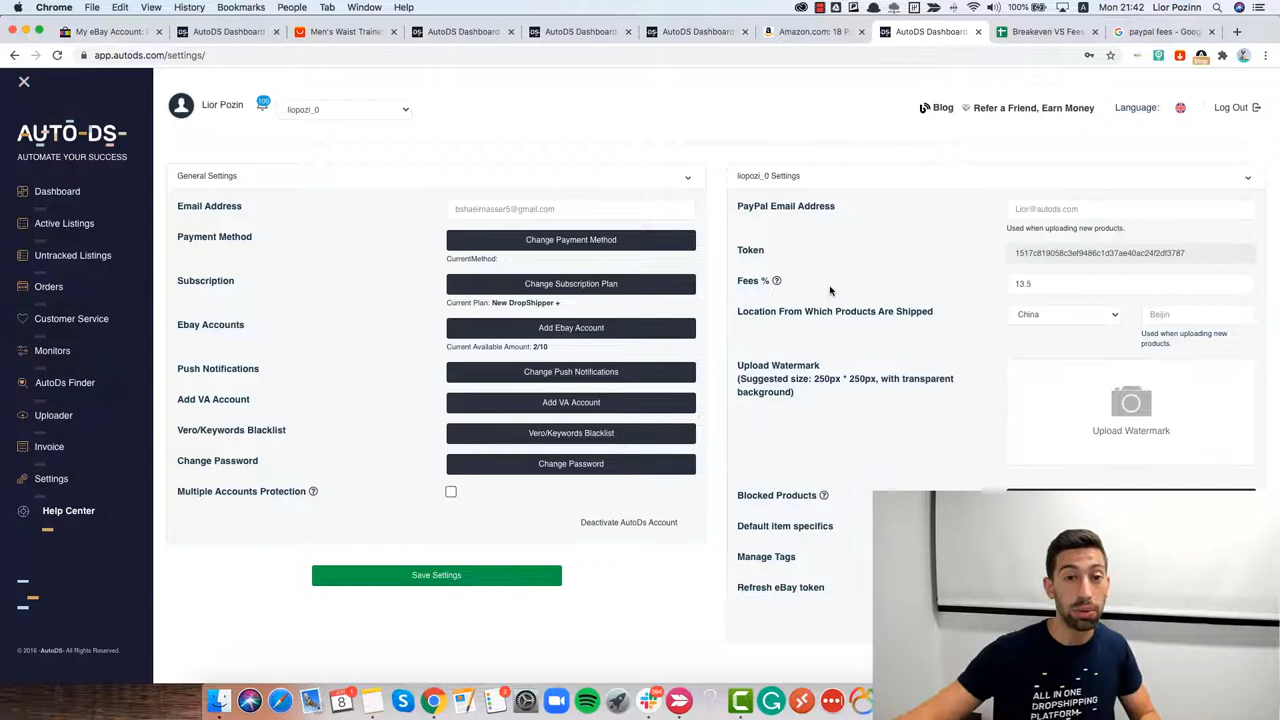 Chrome File Edit View History Bookmarks People Tab Window Help 100% Mon 21:42 Lior Pozinn
My eBay Account: AutoDS Dashboard Men's Waist Traine AutoDS Dashboard AutoDS Dashboard AutoDS Dashboard Amazon.com: 18 P AutoDS Dashboard Breakeven VS Fees paypal fees - Goog
app.autods.com/settings/
AUTO-DS-
AUTOMATE YOUR SUCCESS
Dashboard
Active Listings
Untracked Listings
Orders
Customer Service
Monitors
AutoDs Finder
Uploader
Invoice
Settings
Help Center
© 2016 -AutoDS- All Rights Reserved.
Lior Pozin 100 liopozi_0
Blog Refer a Friend, Earn Money Language: Log Out
General Settings
Email Address bshaeirnasser5@gmail.com
Payment Method Change Payment Method
CurrentMethod:
Subscription Change Subscription Plan
Current Plan: New DropShipper +
Ebay Accounts Add Ebay Account
Current Available Amount: 2/10
Push Notifications Change Push Notifications
Add VA Account Add VA Account
Vero/Keywords Blacklist Vero/Keywords Blacklist
Change Password Change Password
Multiple Accounts Protection
Deactivate AutoDs Account
Save Settings
liopozi_0 Settings
PayPal Email Address Lior@autods.com
Used when uploading new products.
Token 1517c819058c3ef9486c1d37ae40ac24f2df3787
Fees % 13.5
Location From Which Products Are Shipped China Beijin
Used when uploading new
products.
Upload Watermark
(Suggested size: 250px * 250px, with transparent
background)
Upload Watermark
Blocked Products
Default item specifics
Manage Tags
Refresh eBay token
ALL IN ONE
DROPSHIPPING
PLATFORM